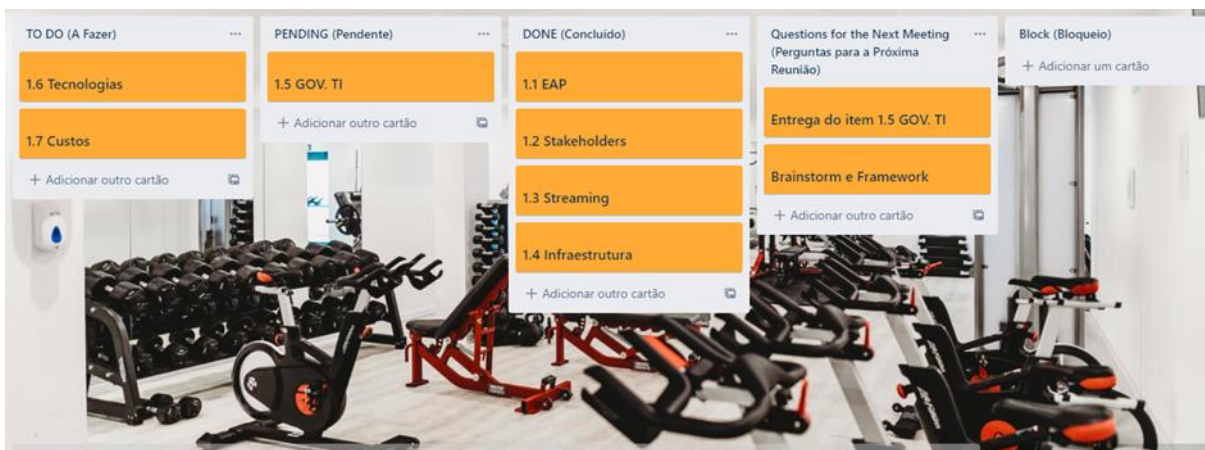 TO DO (A Fazer)
1.6 Tecnologias
1.7 Custos
+ Adicionar outro cartão
PENDING (Pendente)
1.5 GOV. TI
+ Adicionar outro cartão
DONE (Concluído)
1.1 EAP
1.2 Stakeholders
1.3 Streaming
1.4 Infraestrutura
+ Adicionar outro cartão
Questions for the Next Meeting
(Perguntas para a Próxima
Reunião)
Entrega do item 1.5 GOV. TI
Brainstorm e Framework
+ Adicionar outro cartão
Block (Bloqueio)
+ Adicionar um cartão